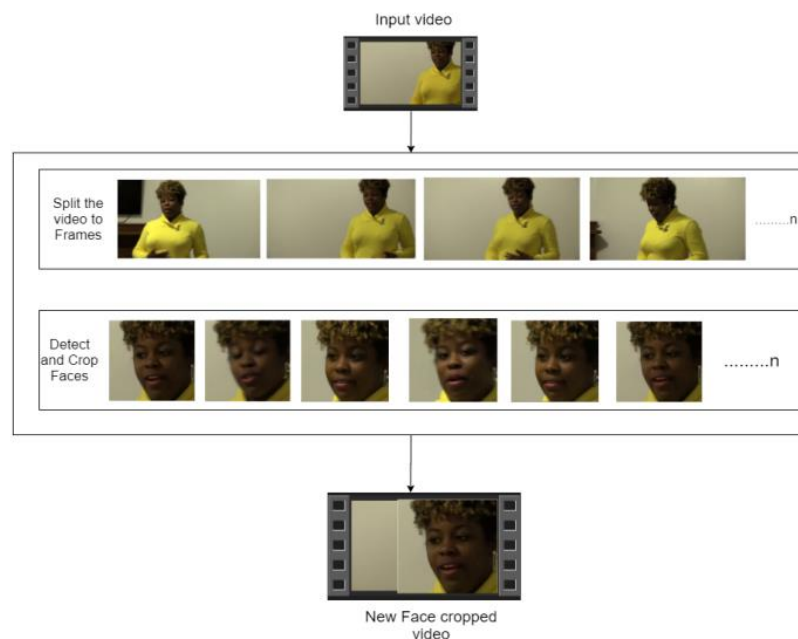 Input video
Split the
video to
Frames
.........n
Detect
and Crop
Faces
.........n
New Face cropped
video